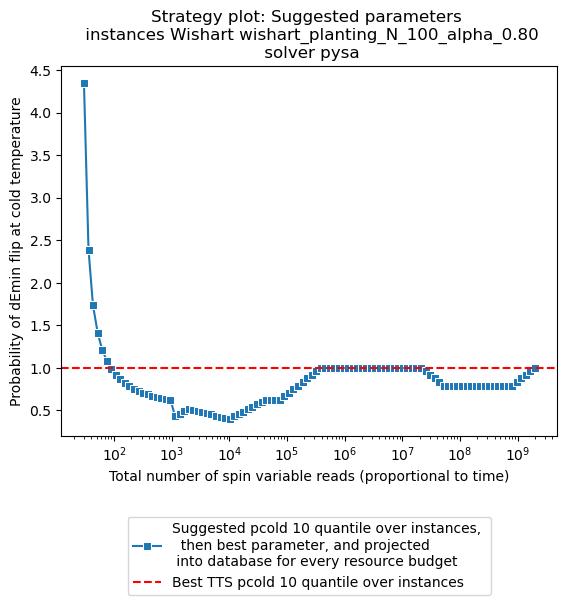 Strategy plot: Suggested parameters
instances Wishart wishart_planting_N_100_alpha_0.80
solver pysa
Probability of dEmin flip at cold temperature
4.5
4.0
3.5
3.0
2.5
2.0
1.5
1.0
0.5
10² 10³ 10⁴ 10⁵ 10⁶ 10⁷ 10⁸ 10⁹
Total number of spin variable reads (proportional to time)
Suggested pcold 10 quantile over instances,
then best parameter, and projected
into database for every resource budget
Best TTS pcold 10 quantile over instances